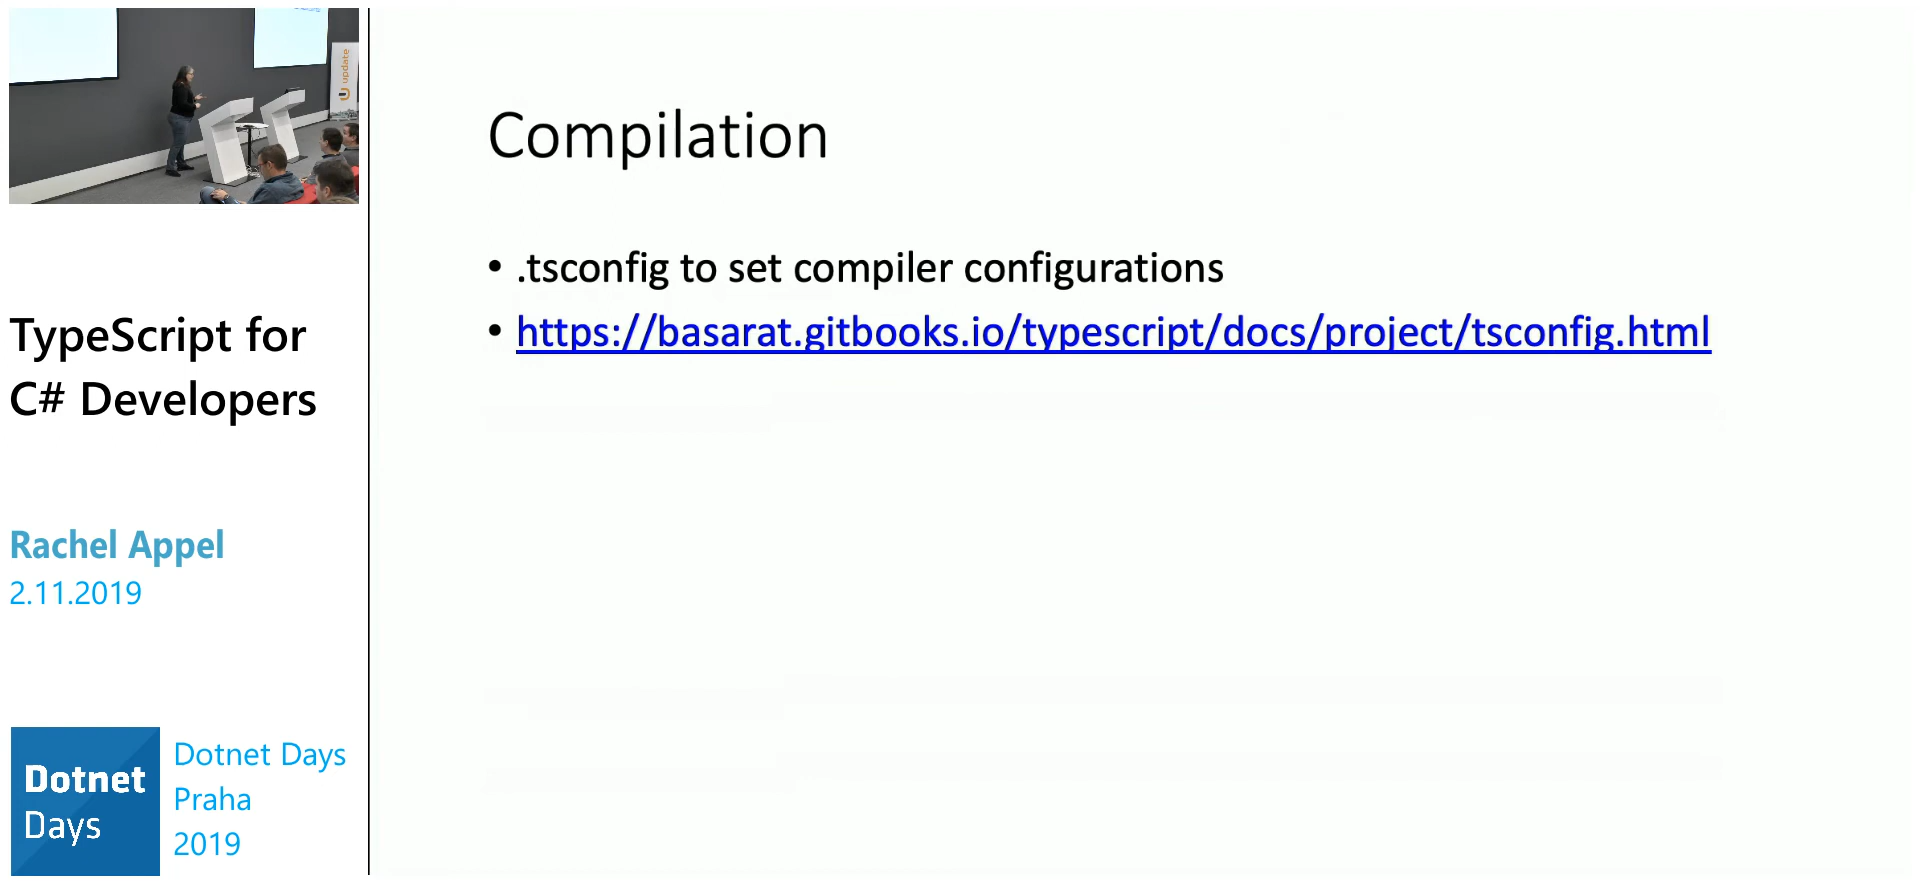 update
TypeScript for
C# Developers
Rachel Appel
2.11.2019
Dotnet
Days
Dotnet Days
Praha
2019
Compilation
• .tsconfig to set compiler configurations
• https://basarat.gitbooks.io/typescript/docs/project/tsconfig.html